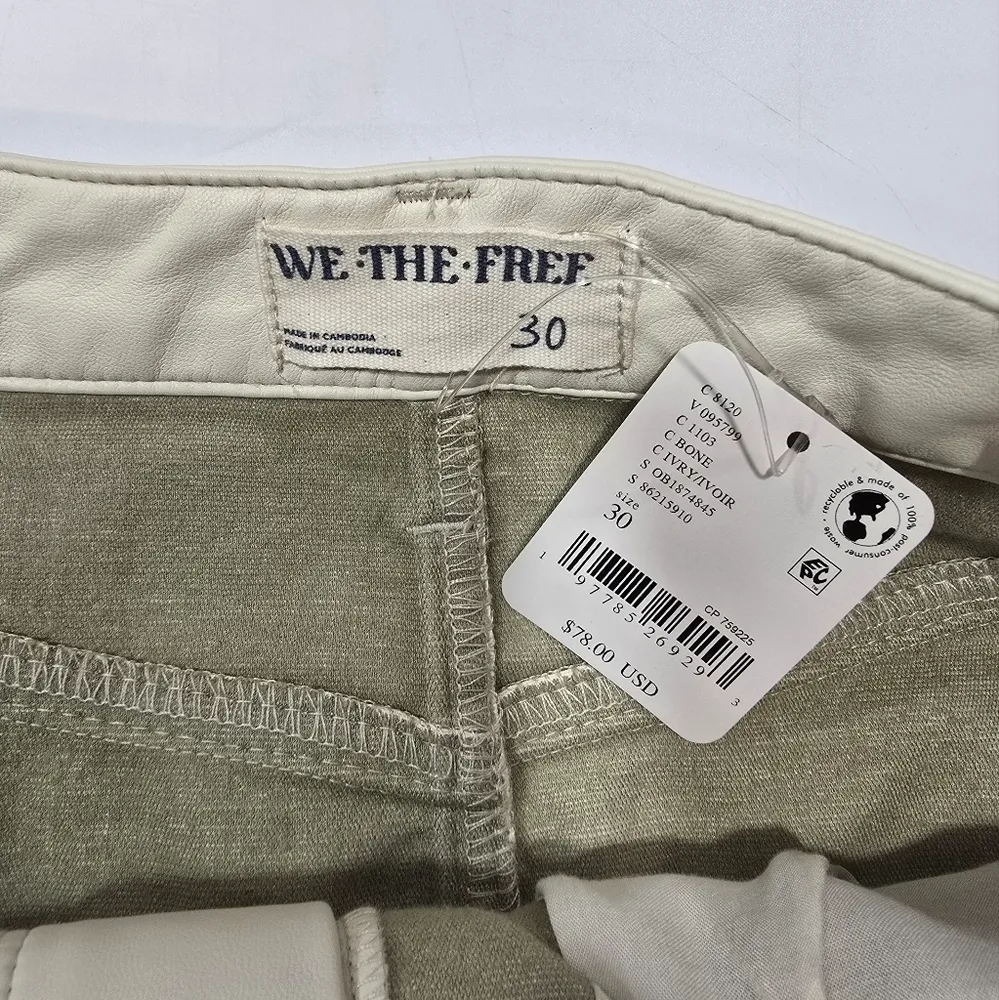 WE·THE·FREE
MADE IN CAMBODIA
FABRIQUÉ AU CAMBODGE
30
C 8120
V 095799
C 1103
C BONE
C IVRY/IVOIR
S OB1874845
S 86215910
size
30
recyclable & made of 100% post-consumer waste
EPC
CP 759225
1 97785 26929 3
$78.00 USD